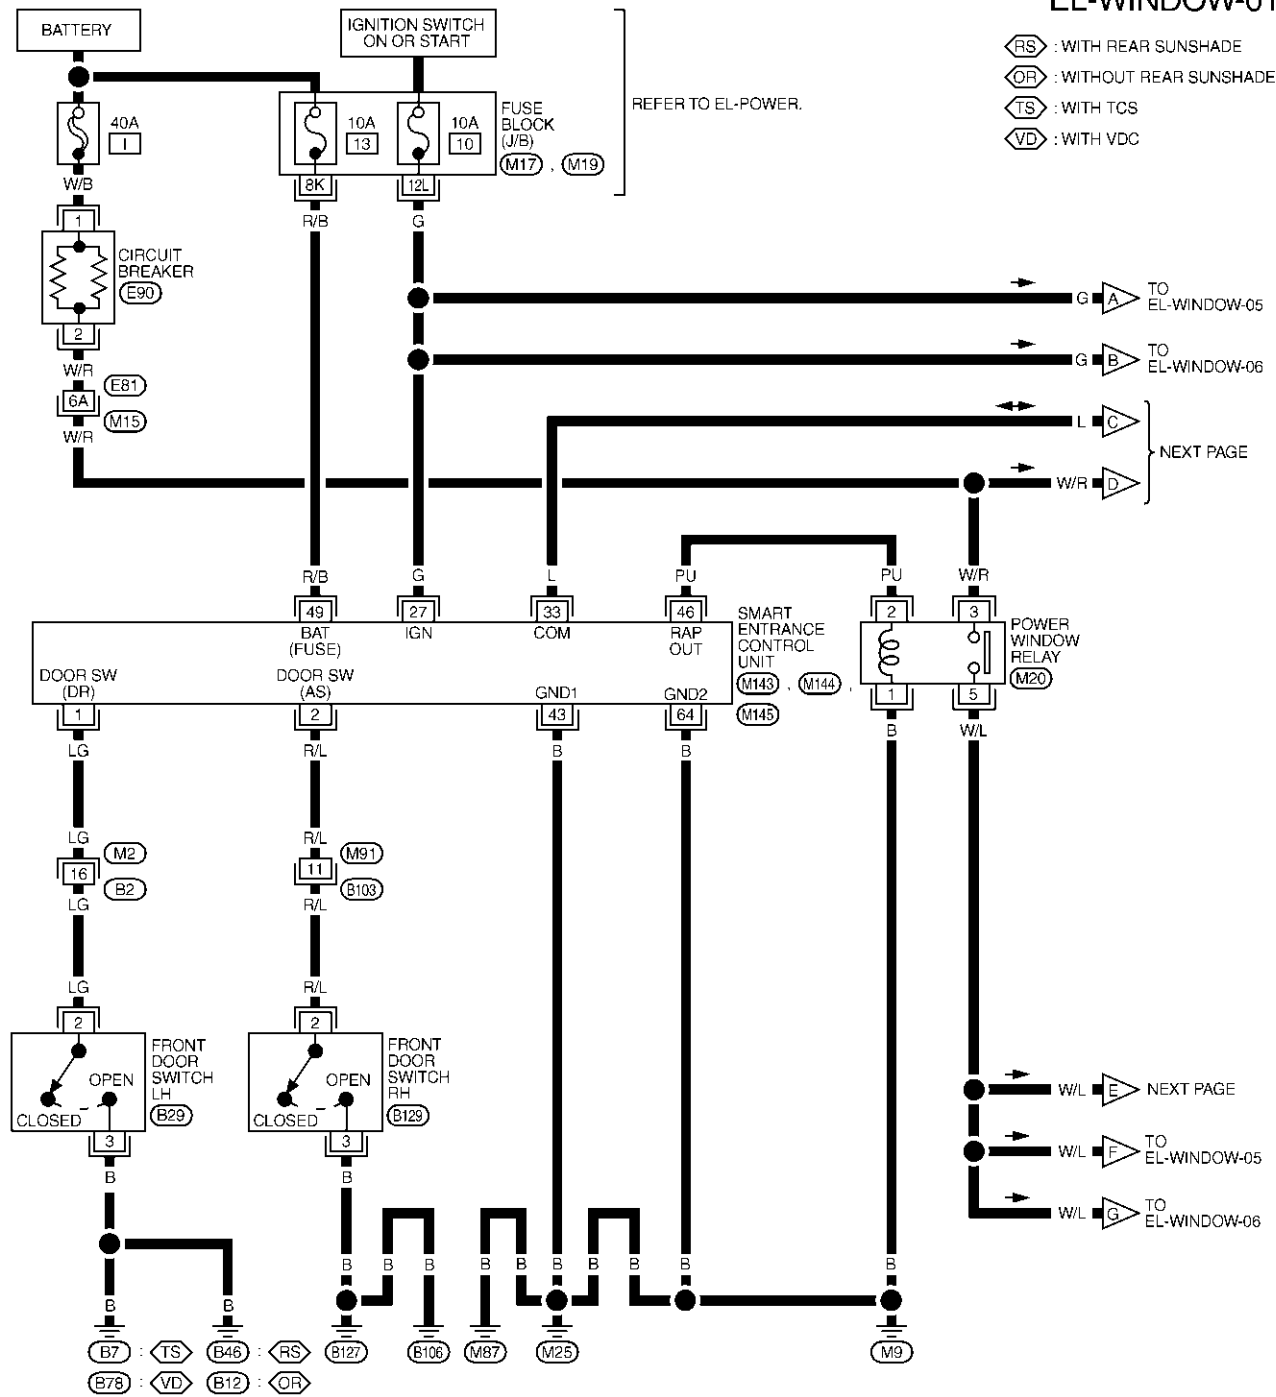 EL-WINDOW-01
BATTERY
IGNITION SWITCH
ON OR START
RS : WITH REAR SUNSHADE
OR : WITHOUT REAR SUNSHADE
TS : WITH TCS
VD : WITH VDC
40A
I
10A
13
10A
10
FUSE
BLOCK
(J/B)
M17 , M19
REFER TO EL-POWER.
W/B
8K
12L
R/B
G
1
CIRCUIT
BREAKER
E90
2
W/R
E81
6A
M15
W/R
G A TO
EL-WINDOW-05
G B TO
EL-WINDOW-06
L C
NEXT PAGE
W/R D
R/B
G
L
PU
PU
W/R
49
27
33
46
2
3
BAT
(FUSE)
IGN
COM
RAP
OUT
SMART
ENTRANCE
CONTROL
UNIT
M143 , M144 ,
M145
POWER
WINDOW
RELAY
M20
DOOR SW
(DR)
DOOR SW
(AS)
GND1
GND2
1
2
43
64
1
5
LG
R/L
B
B
B
W/L
LG
R/L
M2
M91
16
11
B2
B103
LG
R/L
LG
R/L
2
2
FRONT
DOOR
SWITCH
LH
B29
OPEN
CLOSED
FRONT
DOOR
SWITCH
RH
B129
OPEN
CLOSED
3
3
B
B
W/L E NEXT PAGE
W/L F TO
EL-WINDOW-05
W/L G TO
EL-WINDOW-06
B
B
B
B
B
B
B
B
B
B
B
B
B
B7 : TS
B46 : RS
B127
B106
M87
M25
M9
B78 : VD
B12 : OR